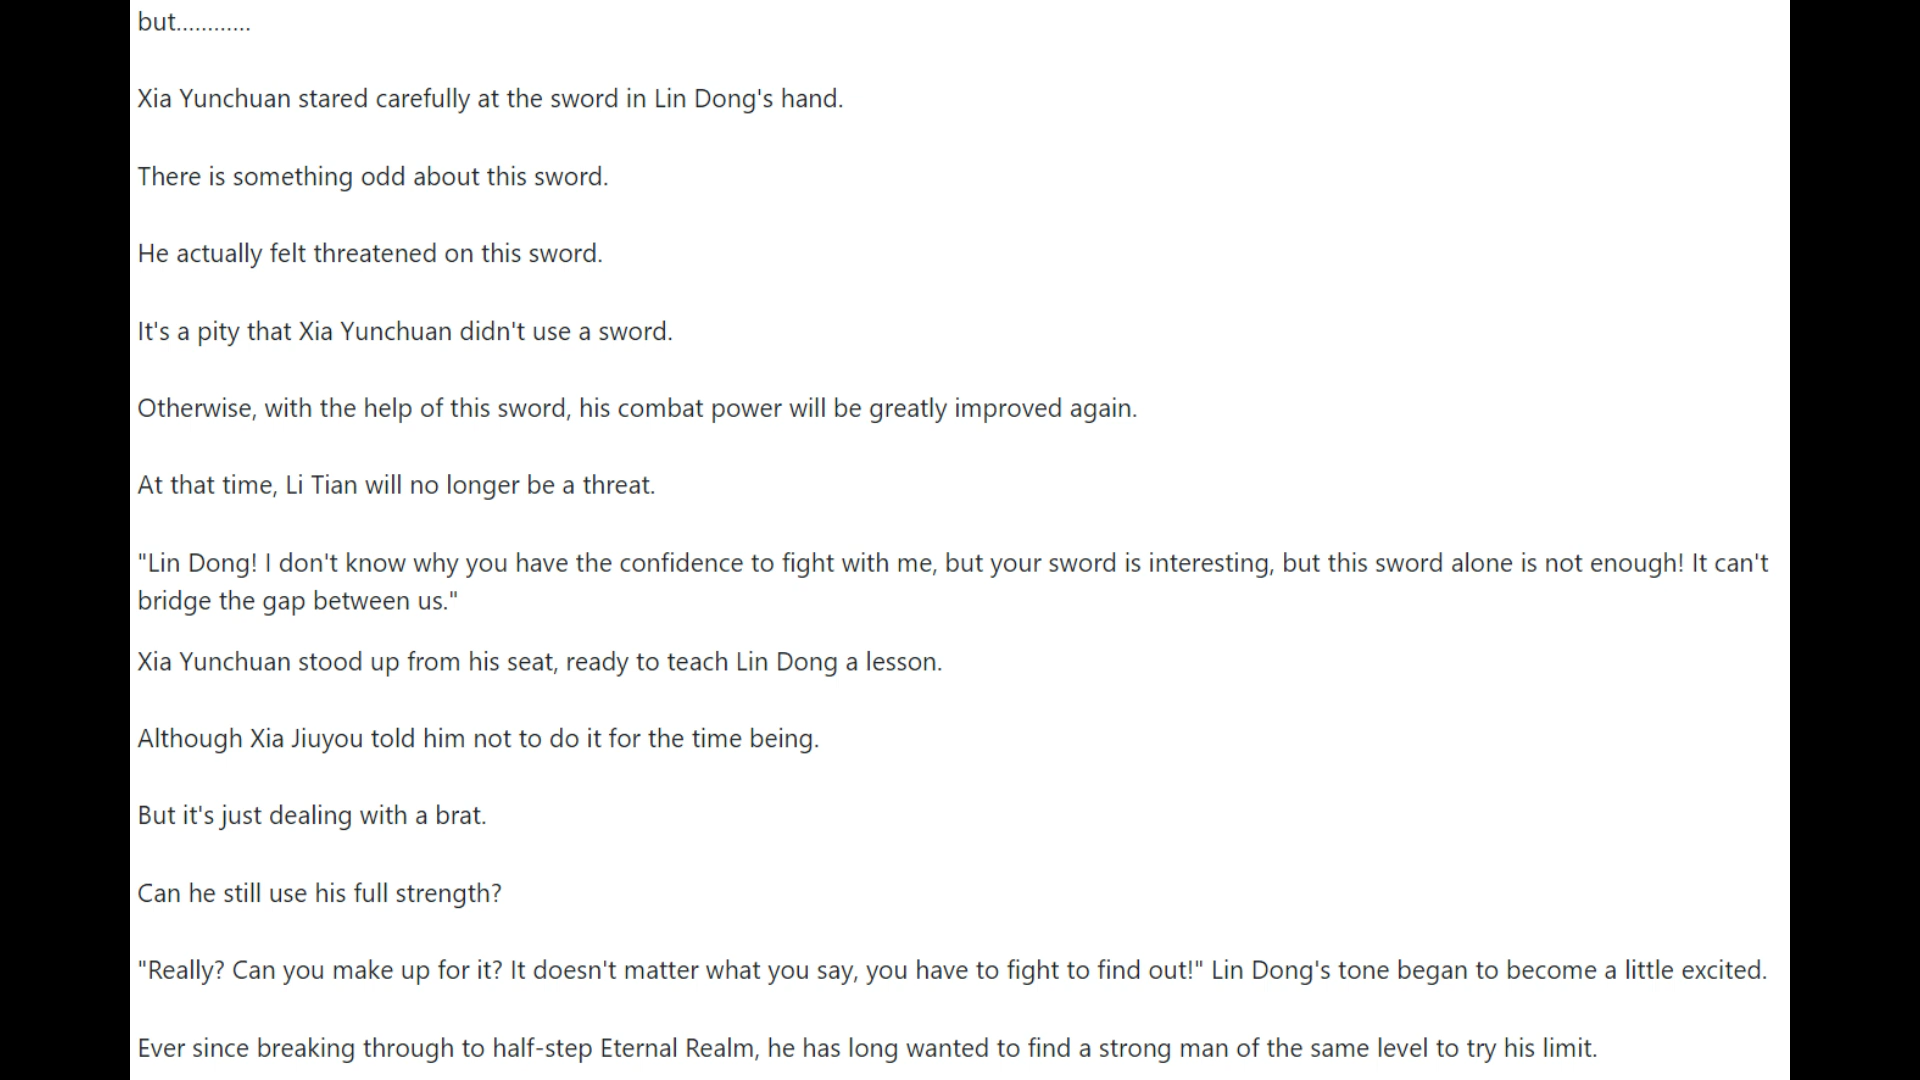 but............
Xia Yunchuan stared carefully at the sword in Lin Dong's hand.
There is something odd about this sword.
He actually felt threatened on this sword.
It's a pity that Xia Yunchuan didn't use a sword.
Otherwise, with the help of this sword, his combat power will be greatly improved again.
At that time, Li Tian will no longer be a threat.
"Lin Dong! I don't know why you have the confidence to fight with me, but your sword is interesting, but this sword alone is not enough! It can't
bridge the gap between us."
Xia Yunchuan stood up from his seat, ready to teach Lin Dong a lesson.
Although Xia Jiuyou told him not to do it for the time being.
But it's just dealing with a brat.
Can he still use his full strength?
"Really? Can you make up for it? It doesn't matter what you say, you have to fight to find out!" Lin Dong's tone began to become a little excited.
Ever since breaking through to half-step Eternal Realm, he has long wanted to find a strong man of the same level to try his limit.